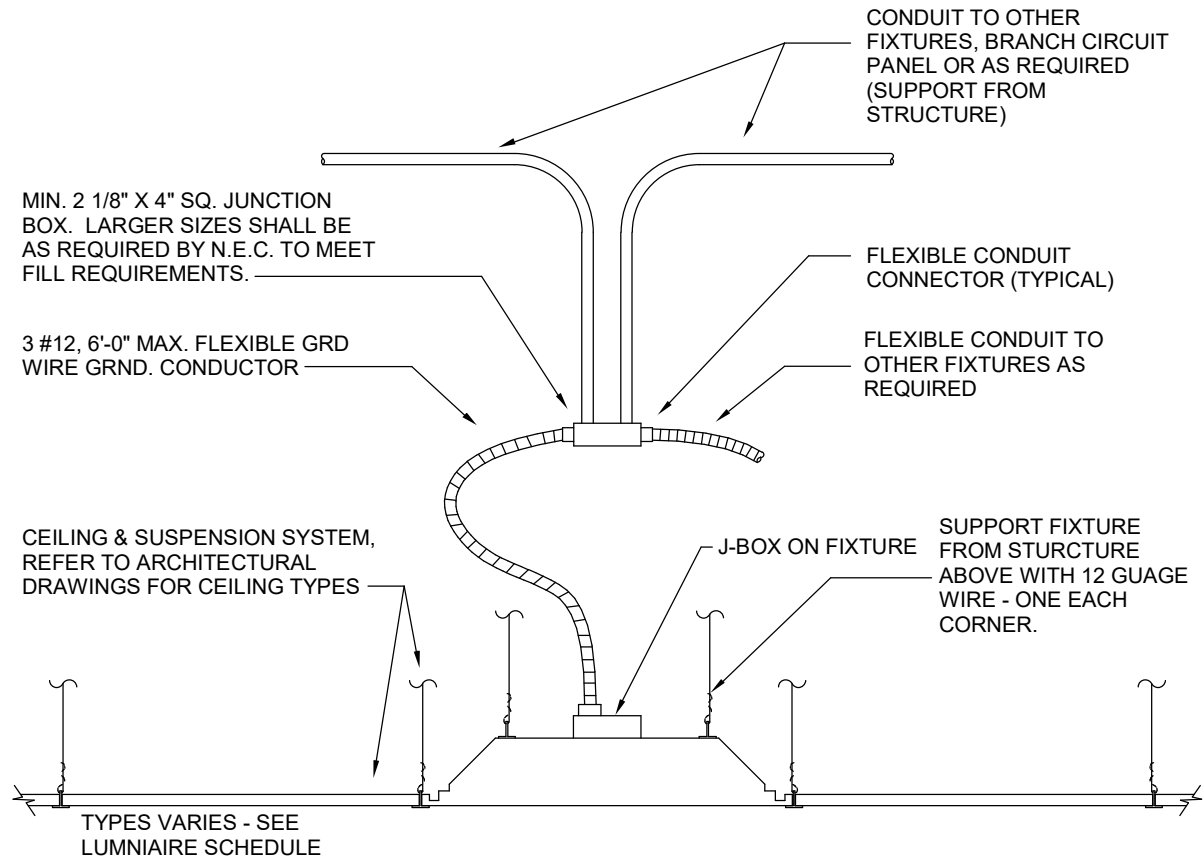 CONDUIT TO OTHER
FIXTURES, BRANCH CIRCUIT
PANEL OR AS REQUIRED
(SUPPORT FROM
STRUCTURE)
MIN. 2 1/8" X 4" SQ. JUNCTION
BOX. LARGER SIZES SHALL BE
AS REQUIRED BY N.E.C. TO MEET
FILL REQUIREMENTS.
FLEXIBLE CONDUIT
CONNECTOR (TYPICAL)
3 #12, 6'-0" MAX. FLEXIBLE GRD
WIRE GRND. CONDUCTOR
FLEXIBLE CONDUIT TO
OTHER FIXTURES AS
REQUIRED
CEILING & SUSPENSION SYSTEM,
REFER TO ARCHITECTURAL
DRAWINGS FOR CEILING TYPES
J-BOX ON FIXTURE
SUPPORT FIXTURE
FROM STURCTURE
ABOVE WITH 12 GUAGE
WIRE - ONE EACH
CORNER.
TYPES VARIES - SEE
LUMNIAIRE SCHEDULE